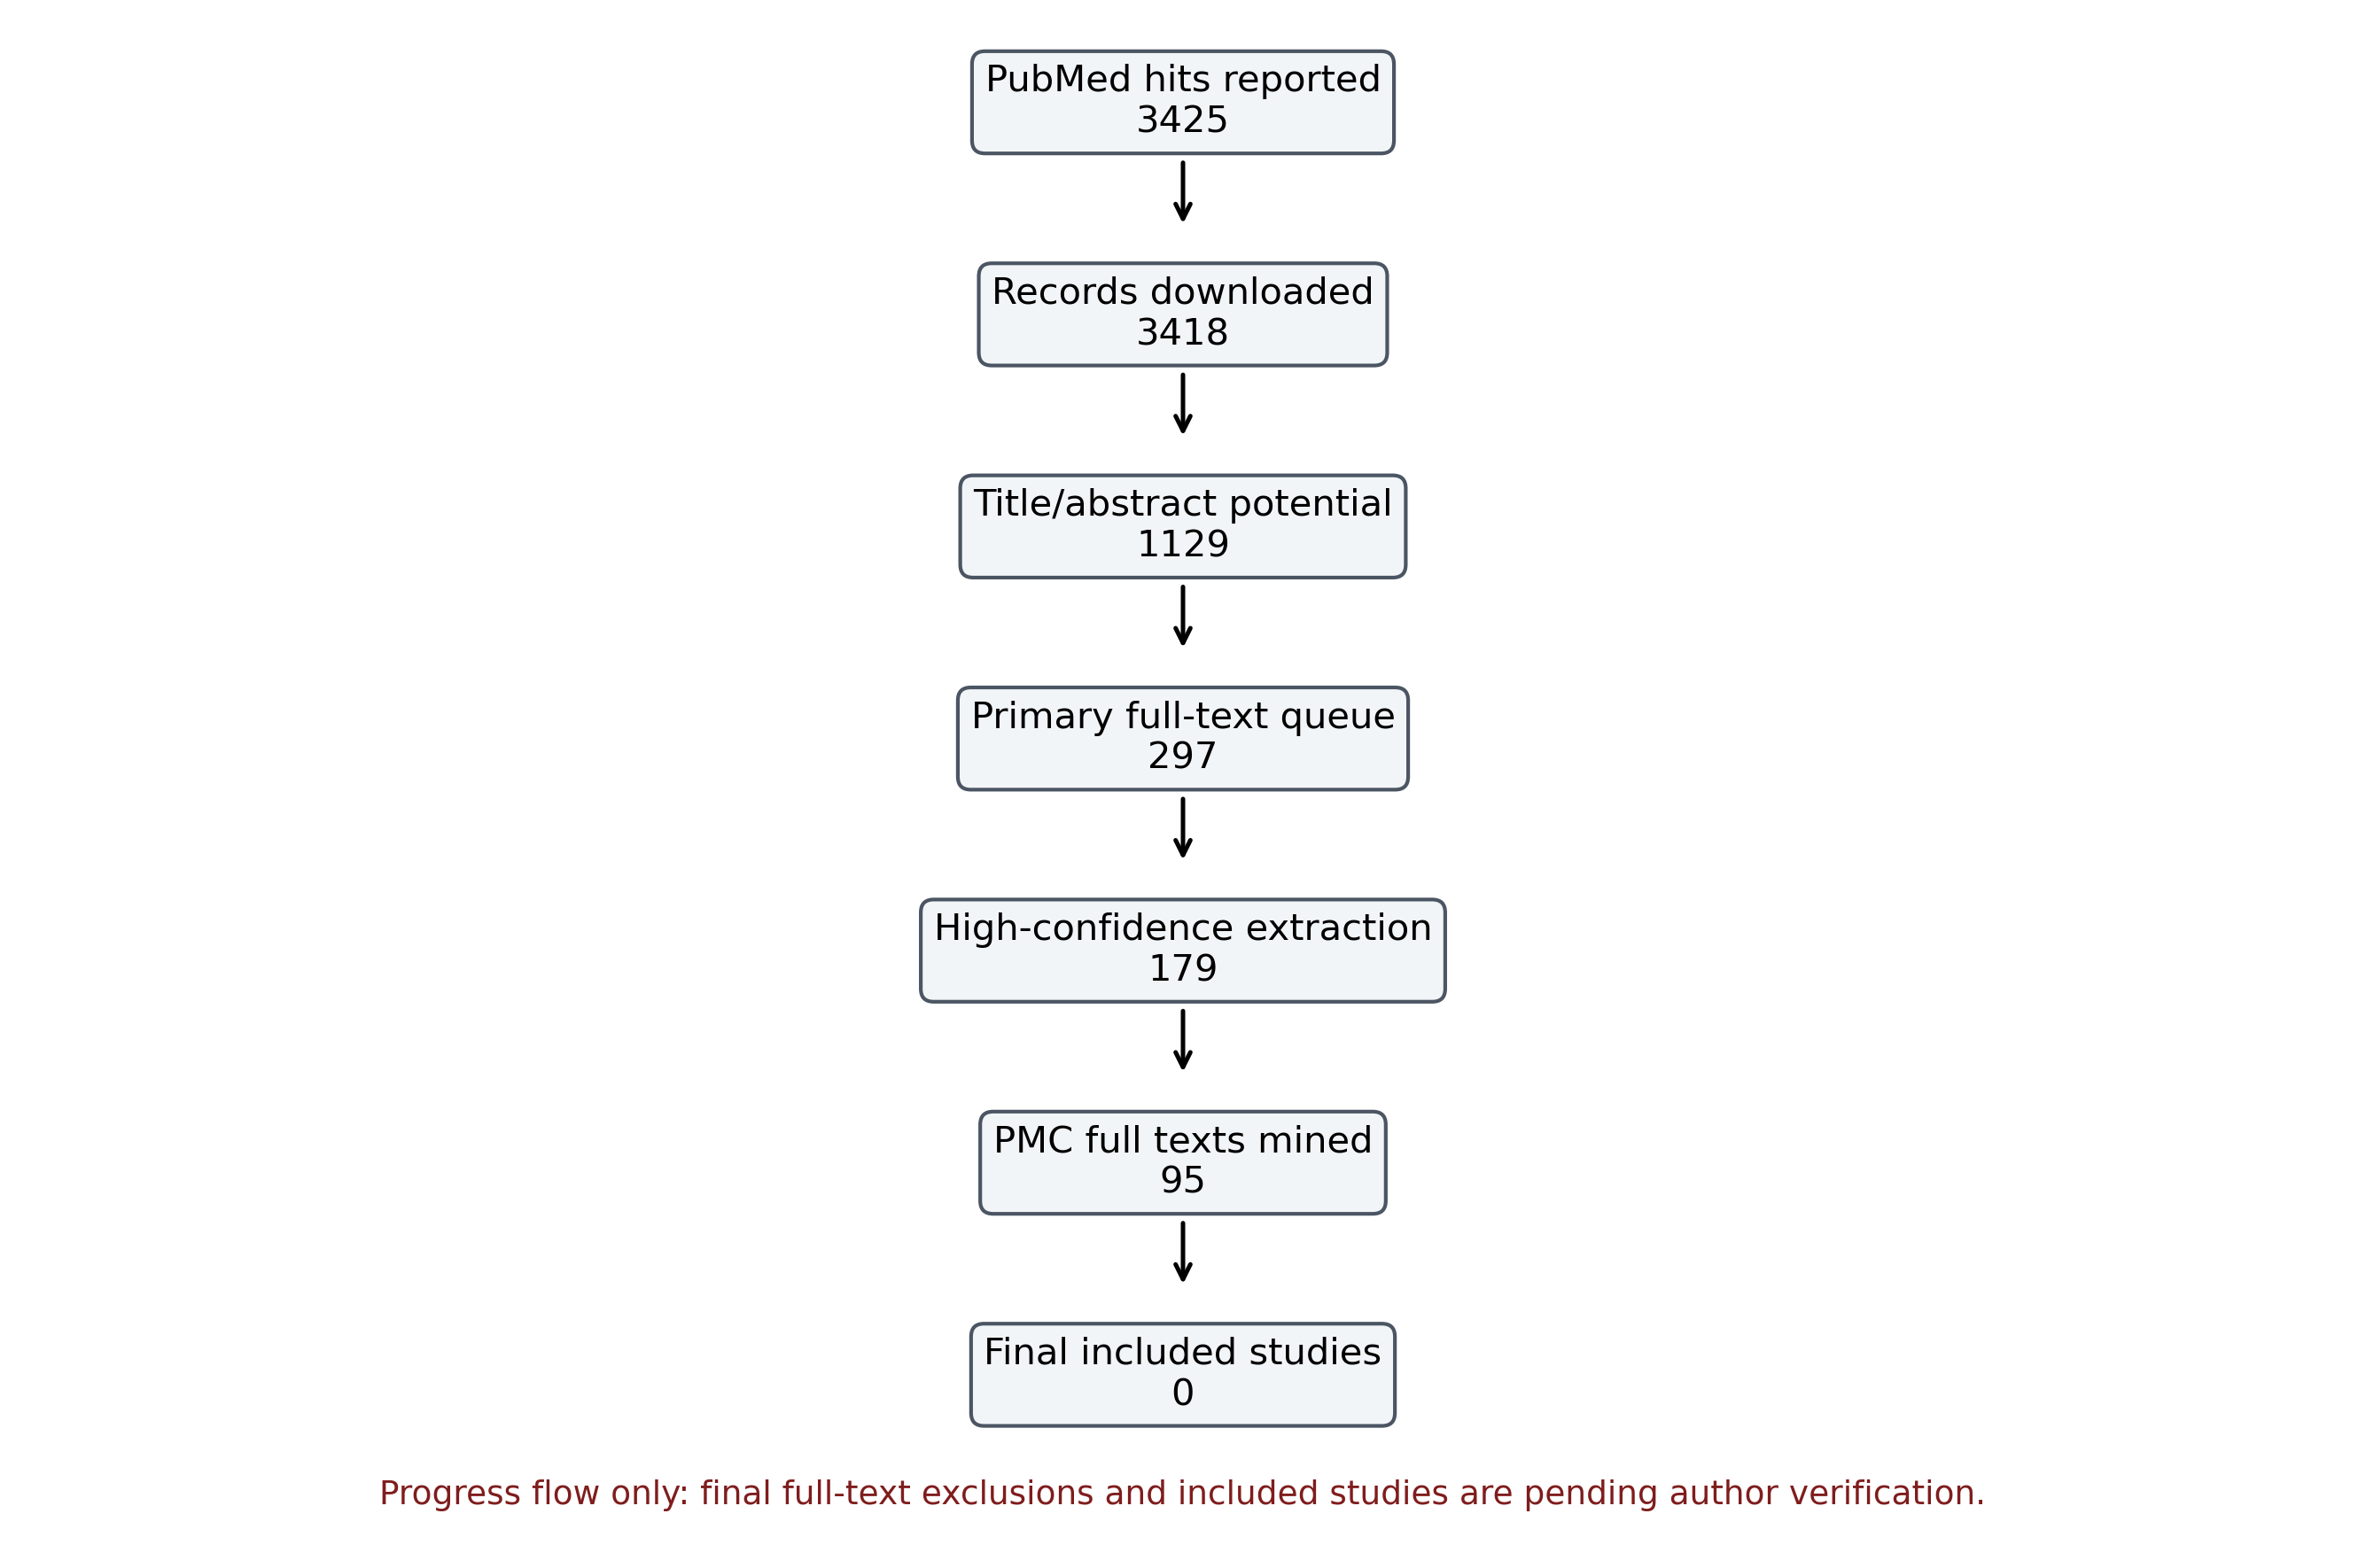 PubMed hits reported
3425
Records downloaded
3418
Title/abstract potential
1129
Primary full-text queue
297
High-confidence extraction
179
PMC full texts mined
95
Final included studies
0
Progress flow only: final full-text exclusions and included studies are pending author verification.